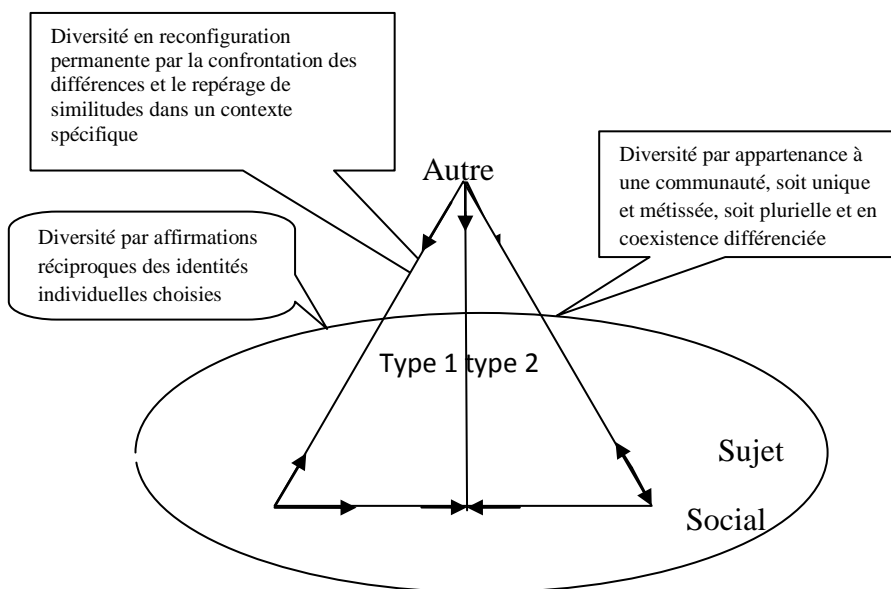 Diversité en reconfiguration
permanente par la confrontation des
différences et le repérage de
similitudes dans un contexte
spécifique
Autre
Diversité par appartenance à
une communauté, soit unique
et métissée, soit plurielle et en
coexistence différenciée
Diversité par affirmations
réciproques des identités
individuelles choisies
Type 1 type 2
Sujet
Social